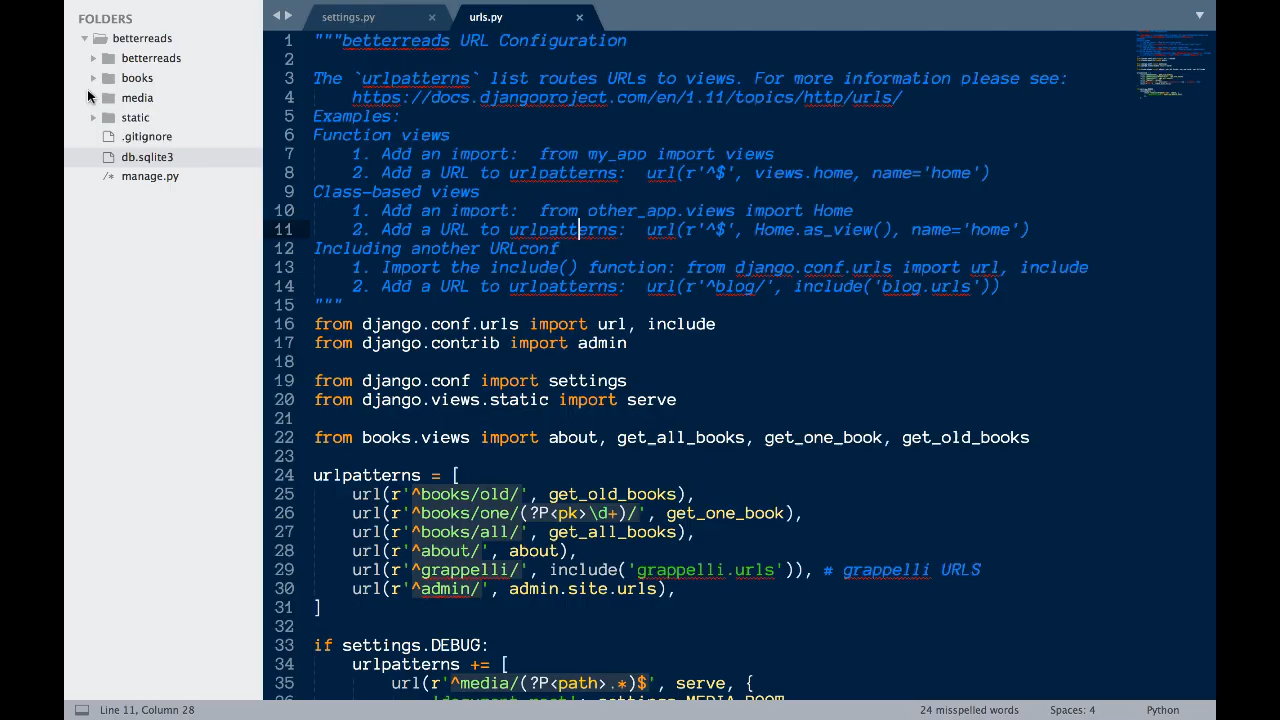 FOLDERS
betterreads
betterreads
books
media
static
.gitignore
db.sqlite3
/* manage.py
settings.py ×
urls.py ×
1 """betterreads URL Configuration
2
3 The `urlpatterns` list routes URLs to views. For more information please see:
4     https://docs.djangoproject.com/en/1.11/topics/http/urls/
5 Examples:
6 Function views
7     1. Add an import:  from my_app import views
8     2. Add a URL to urlpatterns:  url(r'^$', views.home, name='home')
9 Class-based views
10     1. Add an import:  from other_app.views import Home
11     2. Add a URL to urlpatterns:  url(r'^$', Home.as_view(), name='home')
12 Including another URLconf
13     1. Import the include() function: from django.conf.urls import url, include
14     2. Add a URL to urlpatterns:  url(r'^blog/', include('blog.urls'))
15 """
16 from django.conf.urls import url, include
17 from django.contrib import admin
18
19 from django.conf import settings
20 from django.views.static import serve
21
22 from books.views import about, get_all_books, get_one_book, get_old_books
23
24 urlpatterns = [
25     url(r'^books/old/', get_old_books),
26     url(r'^books/one/(?P<pk>\d+)/', get_one_book),
27     url(r'^books/all/', get_all_books),
28     url(r'^about/', about),
29     url(r'^grappelli/', include('grappelli.urls')), # grappelli URLS
30     url(r'^admin/', admin.site.urls),
31 ]
32
33 if settings.DEBUG:
34     urlpatterns += [
35         url(r'^media/(?P<path>.*)$', serve, {
Line 11, Column 28
24 misspelled words
Spaces: 4
Python